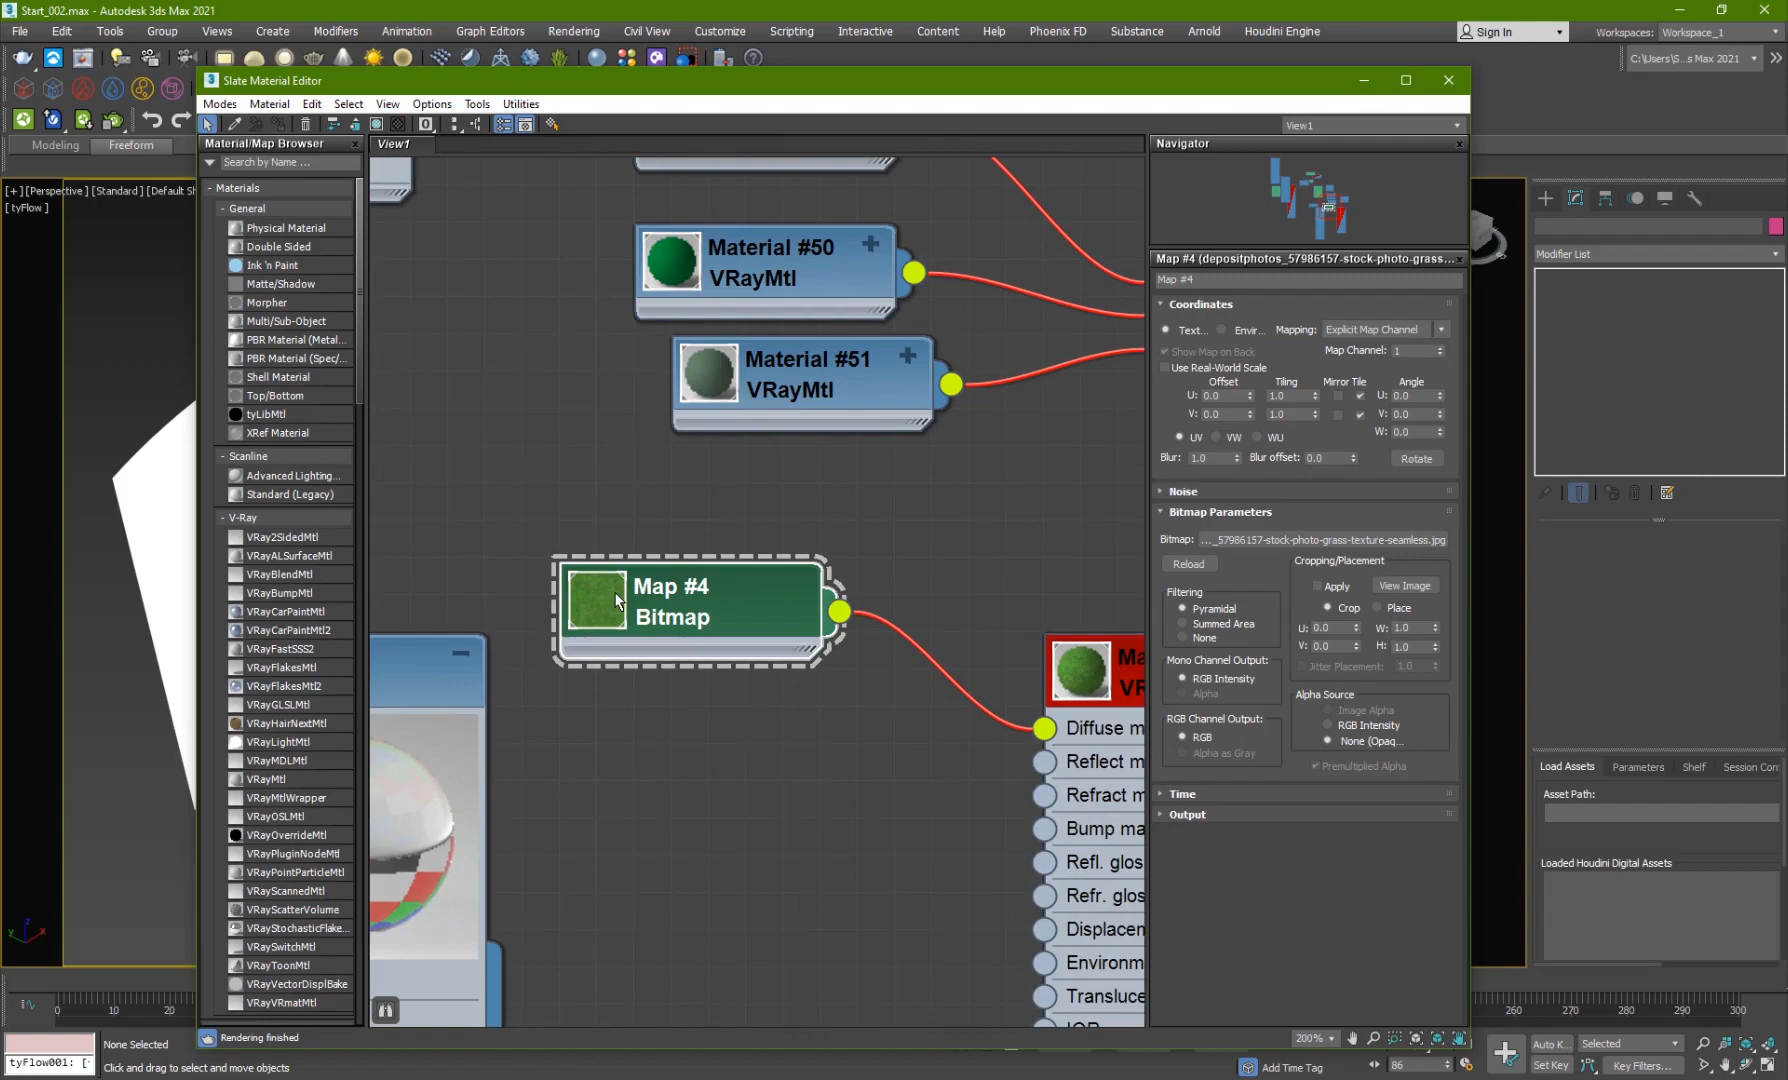 Start_002.max - Autodesk 3ds Max 2021
File Edit Tools Group Views Create Modifiers Animation Graph Editors Rendering Civil View Customize Scripting Interactive Content Help Phoenix FD Substance Arnold Houdini Engine
Sign In
Workspaces: Workspace_1
C:\Users\S...s Max 2021
Slate Material Editor
Modes Material Edit Select View Options Tools Utilities
Modeling Freeform
[+] [Perspective] [Standard] [Default Sh
[ tyFlow ]
View1
Material/Map Browser
Search by Name ...
- Materials
- General
Physical Material
Double Sided
Ink 'n Paint
Matte/Shadow
Morpher
Multi/Sub-Object
PBR Material (Metal...
PBR Material (Spec/...
Shell Material
Top/Bottom
tyLibMtl
XRef Material
- Scanline
Advanced Lighting...
Standard (Legacy)
- V-Ray
VRay2SidedMtl
VRayALSurfaceMtl
VRayBlendMtl
VRayBumpMtl
VRayCarPaintMtl
VRayCarPaintMtl2
VRayFastSSS2
VRayFlakesMtl
VRayFlakesMtl2
VRayGLSLMtl
VRayHairNextMtl
VRayLightMtl
VRayMDLMtl
VRayMtl
VRayMtlWrapper
VRayOSLMtl
VRayOverrideMtl
VRayPluginNodeMtl
VRayPointParticleMtl
VRayScannedMtl
VRayScatterVolume
VRayStochasticFlake...
VRaySwitchMtl
VRayToonMtl
VRayVectorDisplBake
VRayVRmatMtl
View1
Material #50
VRayMtl
Material #51
VRayMtl
Map #4
Bitmap
Ma
VR
Diffuse m
Reflect m
Refract m
Bump ma
Refl. glos
Refr. glos
Displacen
Environm
Transluce
Navigator
Map #4 (depositphotos_57986157-stock-photo-grass...
Map #4
Coordinates
Text... Envir... Mapping: Explicit Map Channel
Show Map on Back Map Channel: 1
Use Real-World Scale
Offset Tiling Mirror Tile Angle
U: 0.0 1.0 U: 0.0
V: 0.0 1.0 V: 0.0
UV VW WU W: 0.0
Blur: 1.0 Blur offset: 0.0 Rotate
Noise
Bitmap Parameters
Bitmap: ..._57986157-stock-photo-grass-texture-seamless.jpg
Reload
Cropping/Placement
Apply View Image
Crop Place
U: 0.0 W: 1.0
V: 0.0 H: 1.0
Jitter Placement: 1.0
Filtering
Pyramidal
Summed Area
None
Mono Channel Output:
RGB Intensity
Alpha
RGB Channel Output:
RGB
Alpha as Gray
Alpha Source
Image Alpha
RGB Intensity
None (Opaq...
Premultiplied Alpha
Time
Output
Modifier List
Load Assets Parameters Shelf Session Con
Asset Path:
Loaded Houdini Digital Assets
Rendering finished
200%
0 10 20
260 270 280 290 300
tyFlow001: [
None Selected
Click and drag to select and move objects
Add Time Tag
86
Auto K... Selected
Set Key Key Filters...